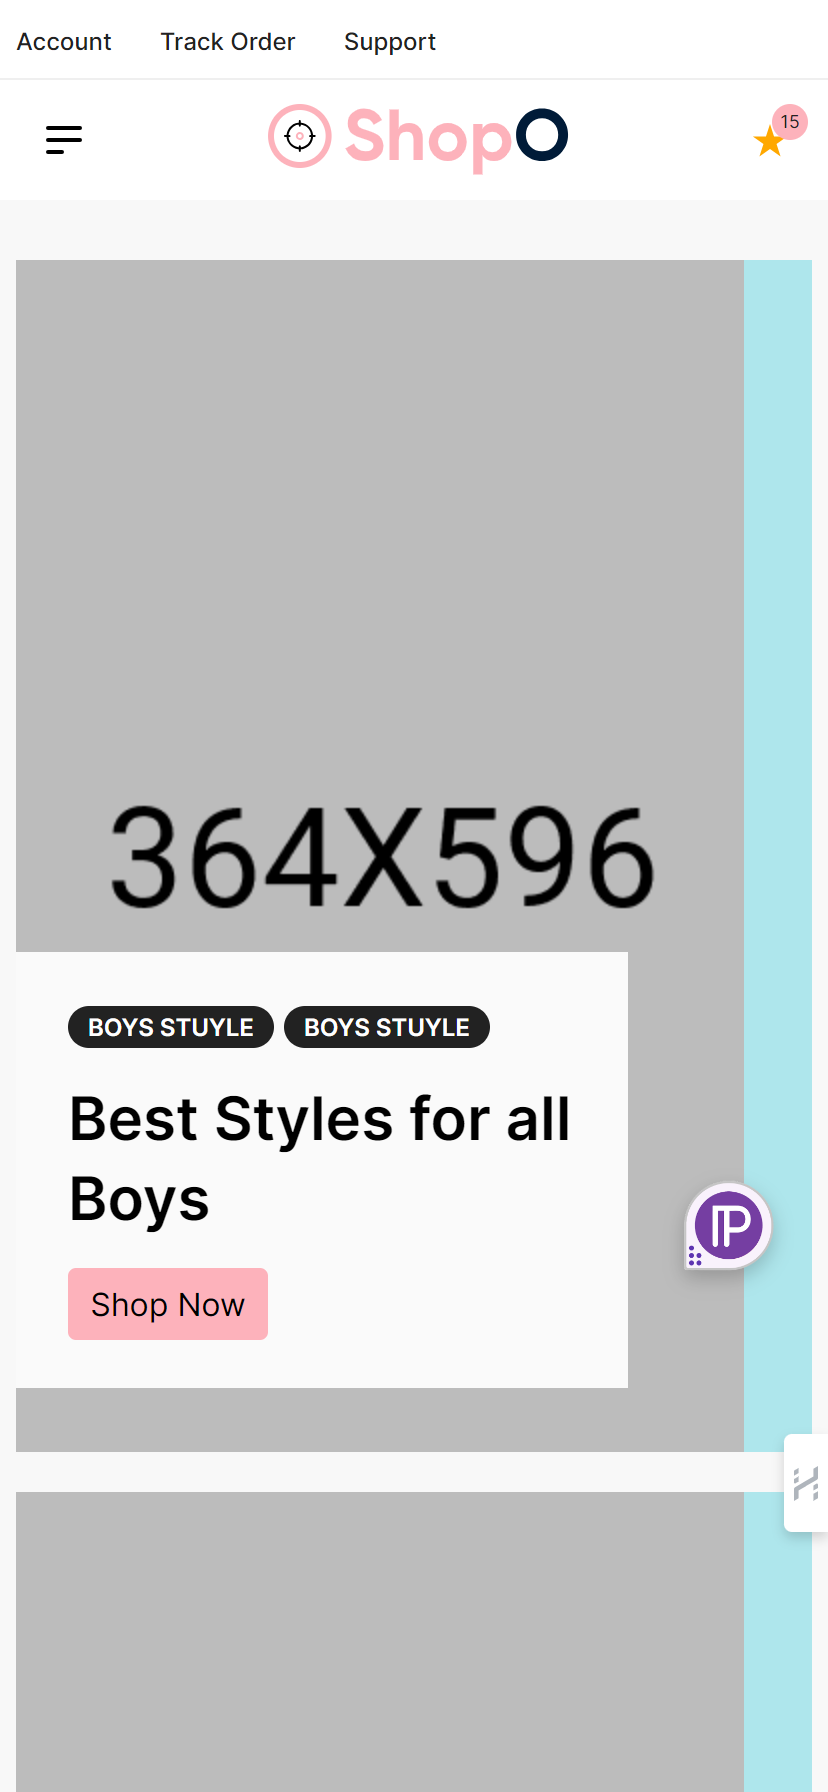 Account Track Order Support
ShopO
15
364X596
BOYS STUYLE BOYS STUYLE
Best Styles for all
Boys
Shop Now